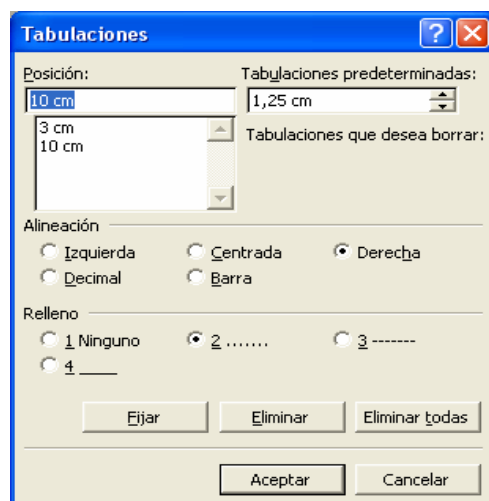 Tabulaciones
Posición: Tabulaciones predeterminadas:
10 cm 1,25 cm
3 cm Tabulaciones que desea borrar:
10 cm
Alineación
Izquierda Centrada Derecha
Decimal Barra
Relleno
1 Ninguno 2 ....... 3 -------
4 ____
Fijar Eliminar Eliminar todas
Aceptar Cancelar